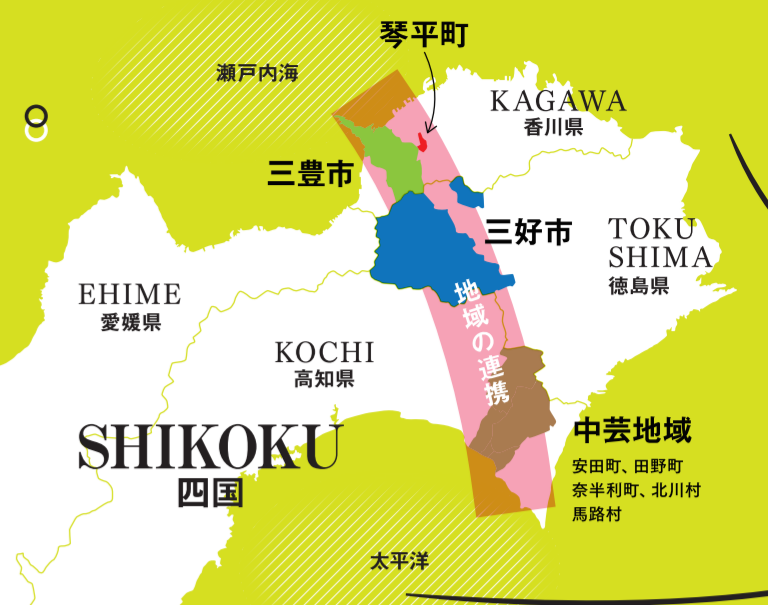 琴平町
瀬戸内海
KAGAWA
香川県
三豊市
三好市
TOKU
SHIMA
徳島県
EHIME
愛媛県
地域の連携
KOCHI
高知県
SHIKOKU
四国
中芸地域
安田町、田野町
奈半利町、北川村
馬路村
太平洋